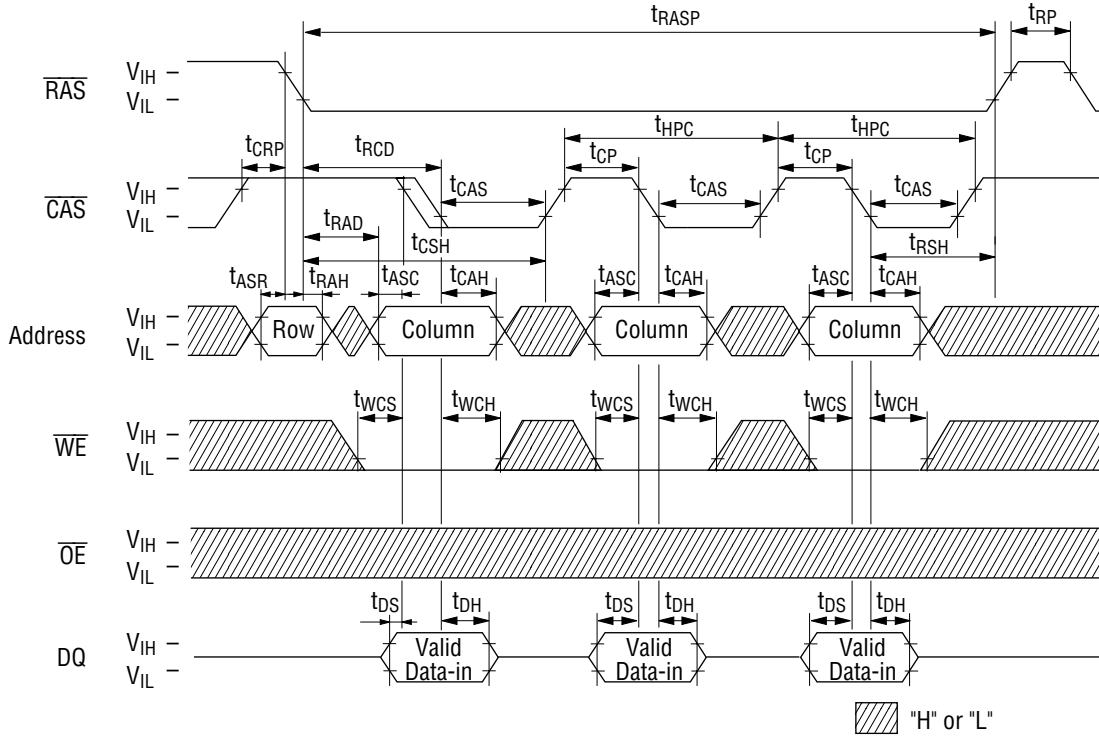 tRASP tRP
RAS VIH VIL
tCRP tRCD tHPC tHPC
tCP tCP
CAS VIH VIL tCAS tCAS tCAS
tRAD tCSH tRSH
tASR tRAH tASC tCAH tASC tCAH tASC tCAH
Address VIH VIL Row Column Column Column
tWCS tWCH tWCS tWCH tWCS tWCH
WE VIH VIL
OE VIH VIL
tDS tDH tDS tDH tDS tDH
DQ VIH VIL
Valid Data-in
Valid Data-in
Valid Data-in
"H" or "L"